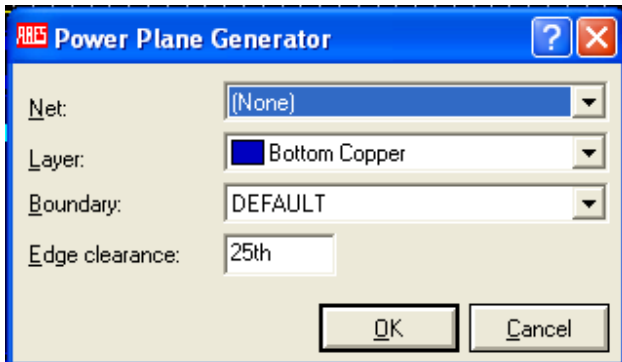 ARES Power Plane Generator ?
Net: (None)
Layer: Bottom Copper
Boundary: DEFAULT
Edge clearance: 25th
OK Cancel